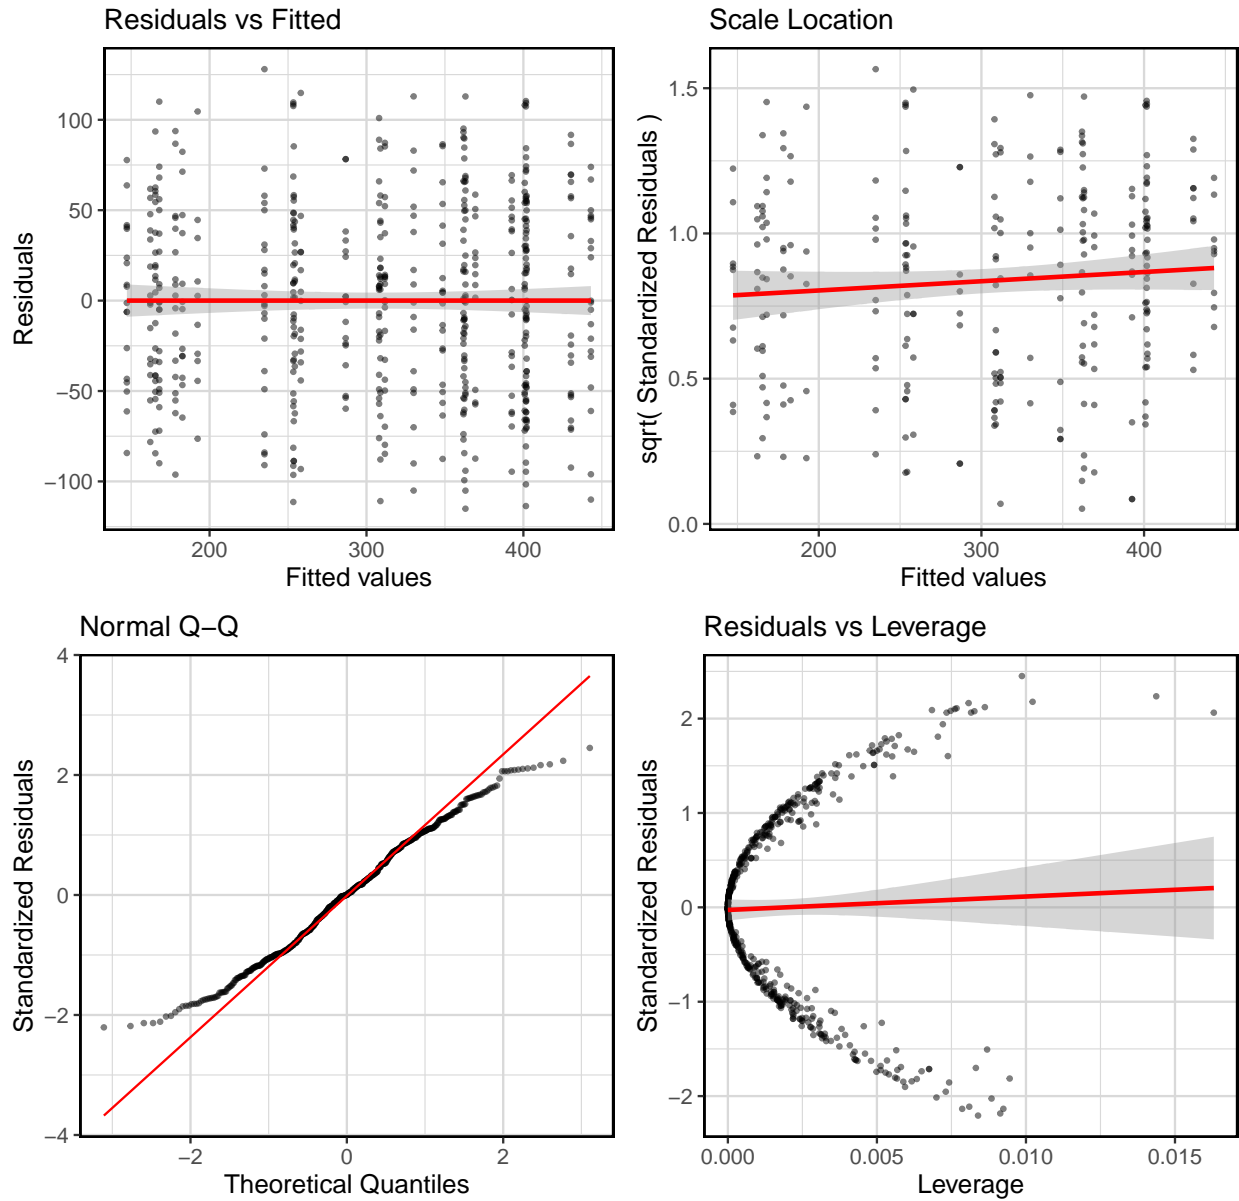 Residuals vs Fitted
Residuals
100
50
0
−50
−100
200
300
400
Fitted values
Scale Location
sqrt( Standardized Residuals )
1.5
1.0
0.5
0.0
200
300
400
Fitted values
Normal Q−Q
Standardized Residuals
4
2
0
−2
−4
−2
0
2
Theoretical Quantiles
Residuals vs Leverage
Standardized Residuals
2
1
0
−1
−2
0.000
0.005
0.010
0.015
Leverage